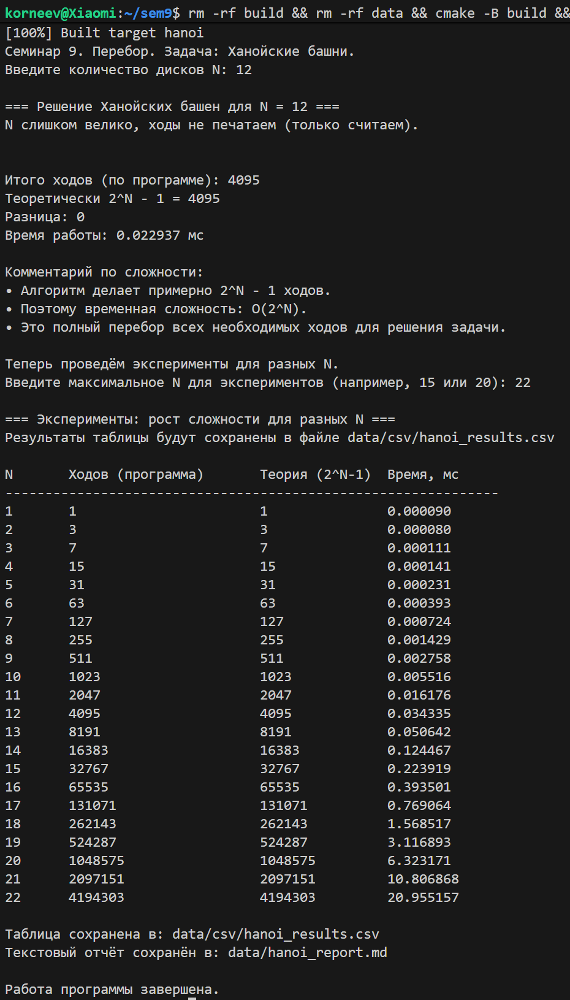 korneev@Xiaomi:~/sem9$ rm -rf build && rm -rf data && cmake -B build &&
[100%] Built target hanoi
Семинар 9. Перебор. Задача: Ханойские башни.
Введите количество дисков N: 12
=== Решение Ханойских башен для N = 12 ===
N слишком велико, ходы не печатаем (только считаем).
Итого ходов (по программе): 4095
Теоретически 2^N - 1 = 4095
Разница: 0
Время работы: 0.022937 мс
Комментарий по сложности:
• Алгоритм делает примерно 2^N - 1 ходов.
• Поэтому временная сложность: O(2^N).
• Это полный перебор всех необходимых ходов для решения задачи.
Теперь проведём эксперименты для разных N.
Введите максимальное N для экспериментов (например, 15 или 20): 22
=== Эксперименты: рост сложности для разных N ===
Результаты таблицы будут сохранены в файле data/csv/hanoi_results.csv
N Ходов (программа) Теория (2^N-1) Время, мс
--------------------------------------------------------------
1 1 1 0.000090
2 3 3 0.000080
3 7 7 0.000111
4 15 15 0.000141
5 31 31 0.000231
6 63 63 0.000393
7 127 127 0.000724
8 255 255 0.001429
9 511 511 0.002758
10 1023 1023 0.005516
11 2047 2047 0.016176
12 4095 4095 0.034335
13 8191 8191 0.050642
14 16383 16383 0.124467
15 32767 32767 0.223919
16 65535 65535 0.393501
17 131071 131071 0.769064
18 262143 262143 1.568517
19 524287 524287 3.116893
20 1048575 1048575 6.323171
21 2097151 2097151 10.806868
22 4194303 4194303 20.955157
Таблица сохранена в: data/csv/hanoi_results.csv
Текстовый отчёт сохранён в: data/hanoi_report.md
Работа программы завершена.